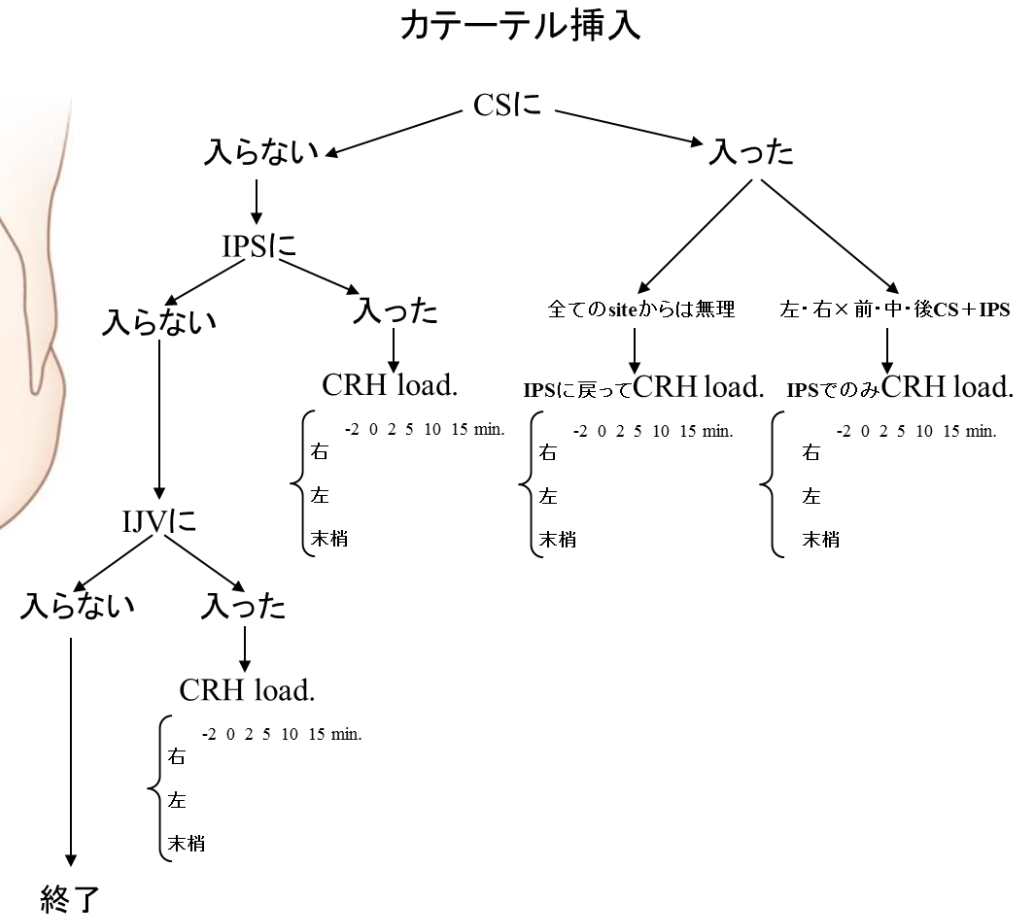 カテーテル挿入
CSに
入らない
入った
IPSに
入らない
入った
全てのsiteからは無理
左・右×前・中・後CS＋IPS
CRH load.
IPSに戻ってCRH load.
IPSでのみCRH load.
-2 0 2 5 10 15 min.
右
左
末梢
-2 0 2 5 10 15 min.
右
左
末梢
-2 0 2 5 10 15 min.
右
左
末梢
IJVに
入らない
入った
CRH load.
-2 0 2 5 10 15 min.
右
左
末梢
終了